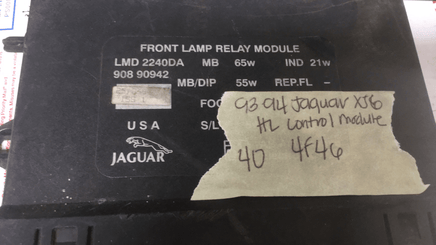 FRONT LAMP RELAY MODULE
LMD 2240DA MB 65w IND 21w
908 90942 MB/DIP 55w REP.FL –
FO
USA S/L
JAGUAR
93 94 Jaguar XJ6
HL Control Module
40 4F46